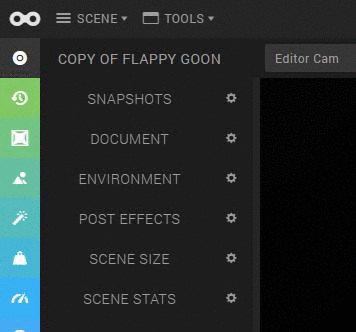 SCENE TOOLS
COPY OF FLAPPY GOON
Editor Cam
SNAPSHOTS
DOCUMENT
ENVIRONMENT
POST EFFECTS
SCENE SIZE
SCENE STATS